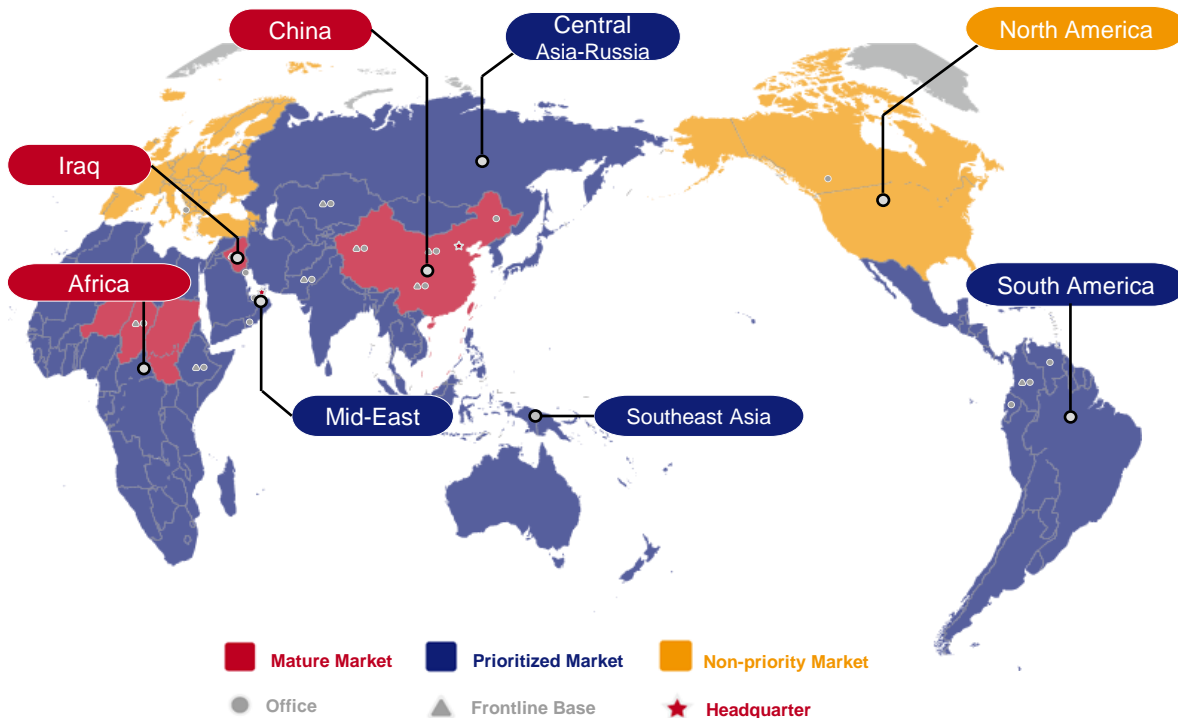 China
Central
Asia-Russia
North America
Iraq
Africa
South America
Mid-East
Southeast Asia
Mature Market
Prioritized Market
Non-priority Market
Office
Frontline Base
Headquarter